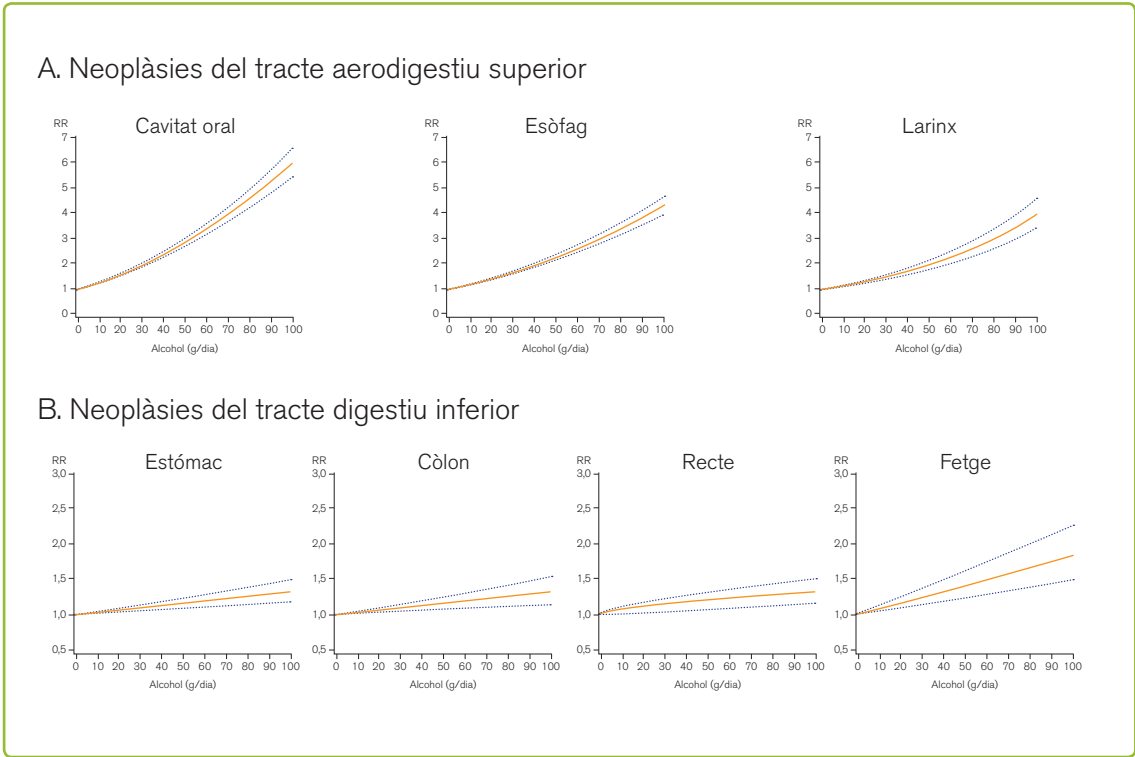 A. Neoplàsies del tracte aerodigestiu superior
Cavitat oral
RR
7
6
5
4
3
2
1
0
0 10 20 30 40 50 60 70 80 90 100
Alcohol (g/dia)
Esòfag
RR
7
6
5
4
3
2
1
0
0 10 20 30 40 50 60 70 80 90 100
Alcohol (g/dia)
Larinx
RR
7
6
5
4
3
2
1
0
0 10 20 30 40 50 60 70 80 90 100
Alcohol (g/dia)
B. Neoplàsies del tracte digestiu inferior
Estómac
RR
3,0
2,5
2,0
1,5
1,0
0,5
0 10 20 30 40 50 60 70 80 90 100
Alcohol (g/dia)
Còlon
RR
3,0
2,5
2,0
1,5
1,0
0,5
0 10 20 30 40 50 60 70 80 90 100
Alcohol (g/dia)
Recte
RR
3,0
2,5
2,0
1,5
1,0
0,5
0 10 20 30 40 50 60 70 80 90 100
Alcohol (g/dia)
Fetge
RR
3,0
2,5
2,0
1,5
1,0
0,5
0 10 20 30 40 50 60 70 80 90 100
Alcohol (g/dia)